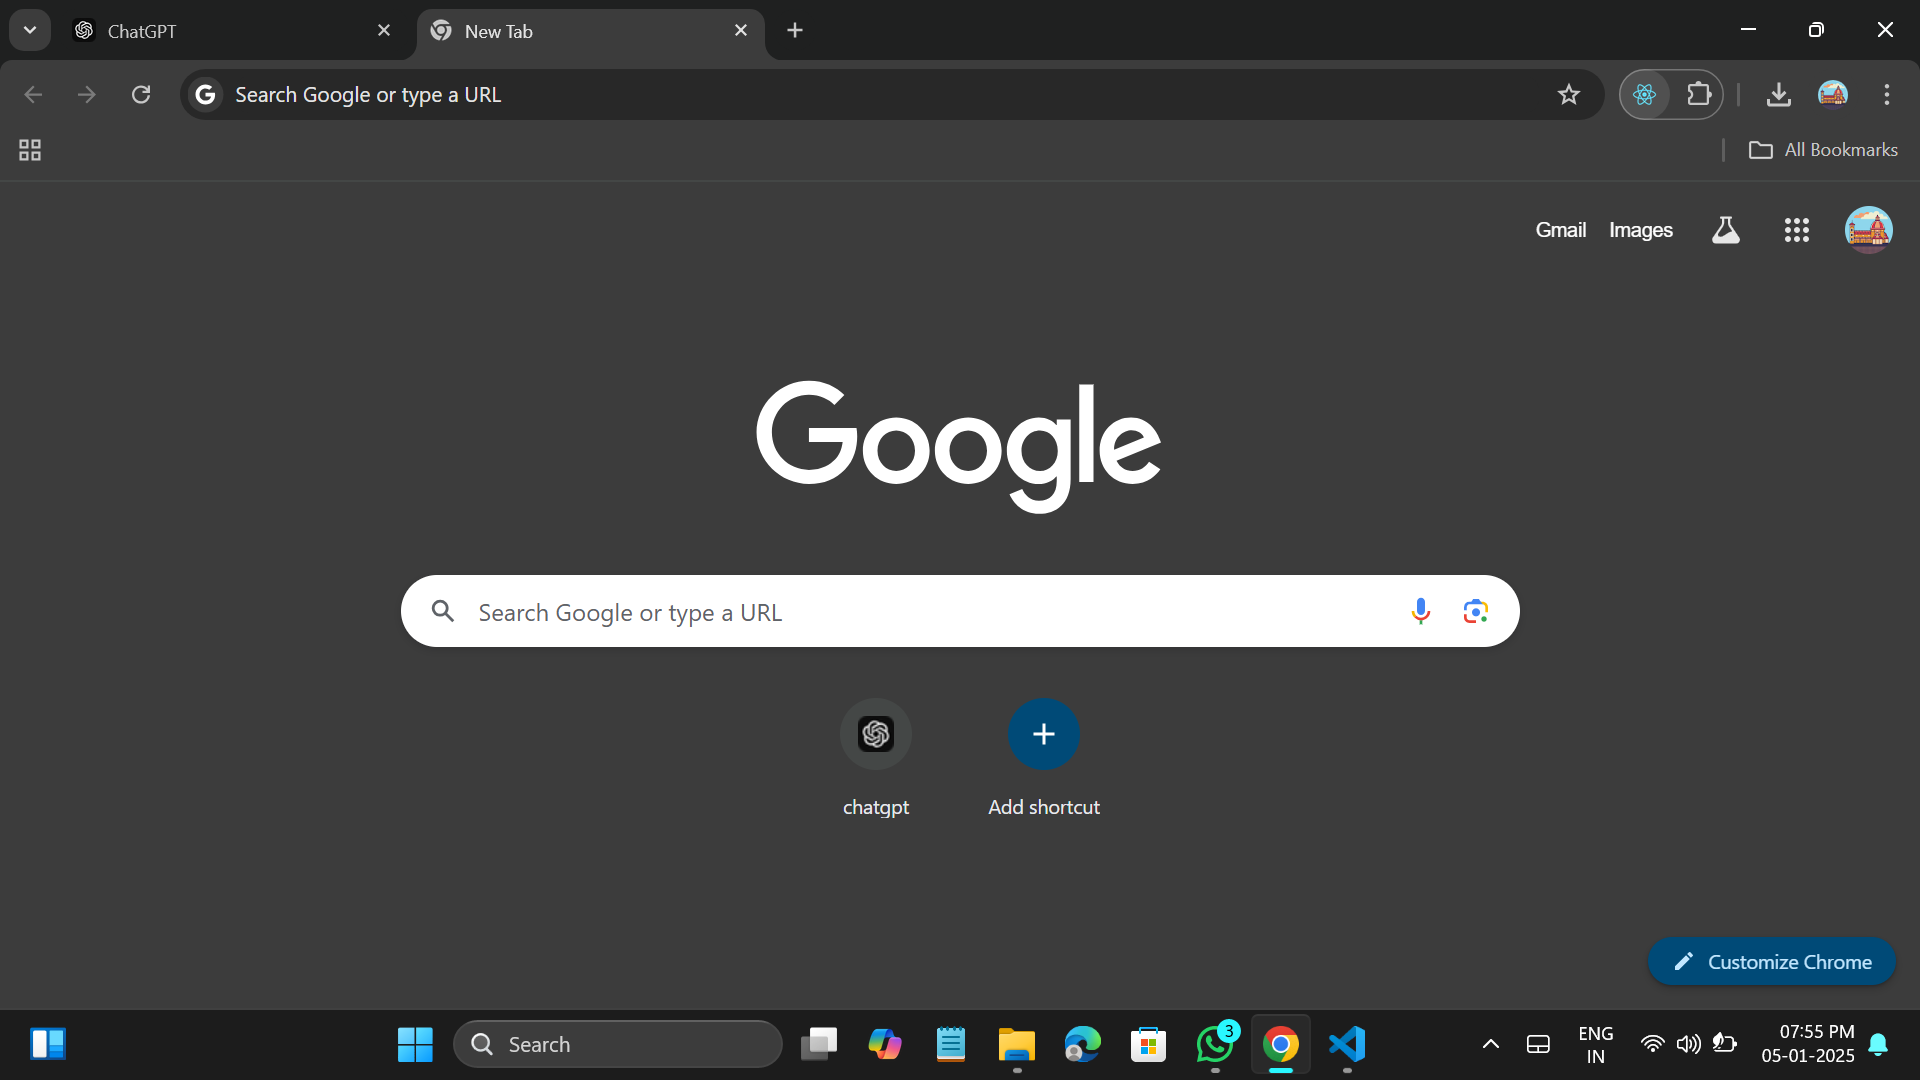 ChatGPT
New Tab
Search Google or type a URL
All Bookmarks
Gmail Images
Google
Search Google or type a URL
chatgpt
Add shortcut
Customize Chrome
Search
3
ENG
IN
07:55 PM
05-01-2025